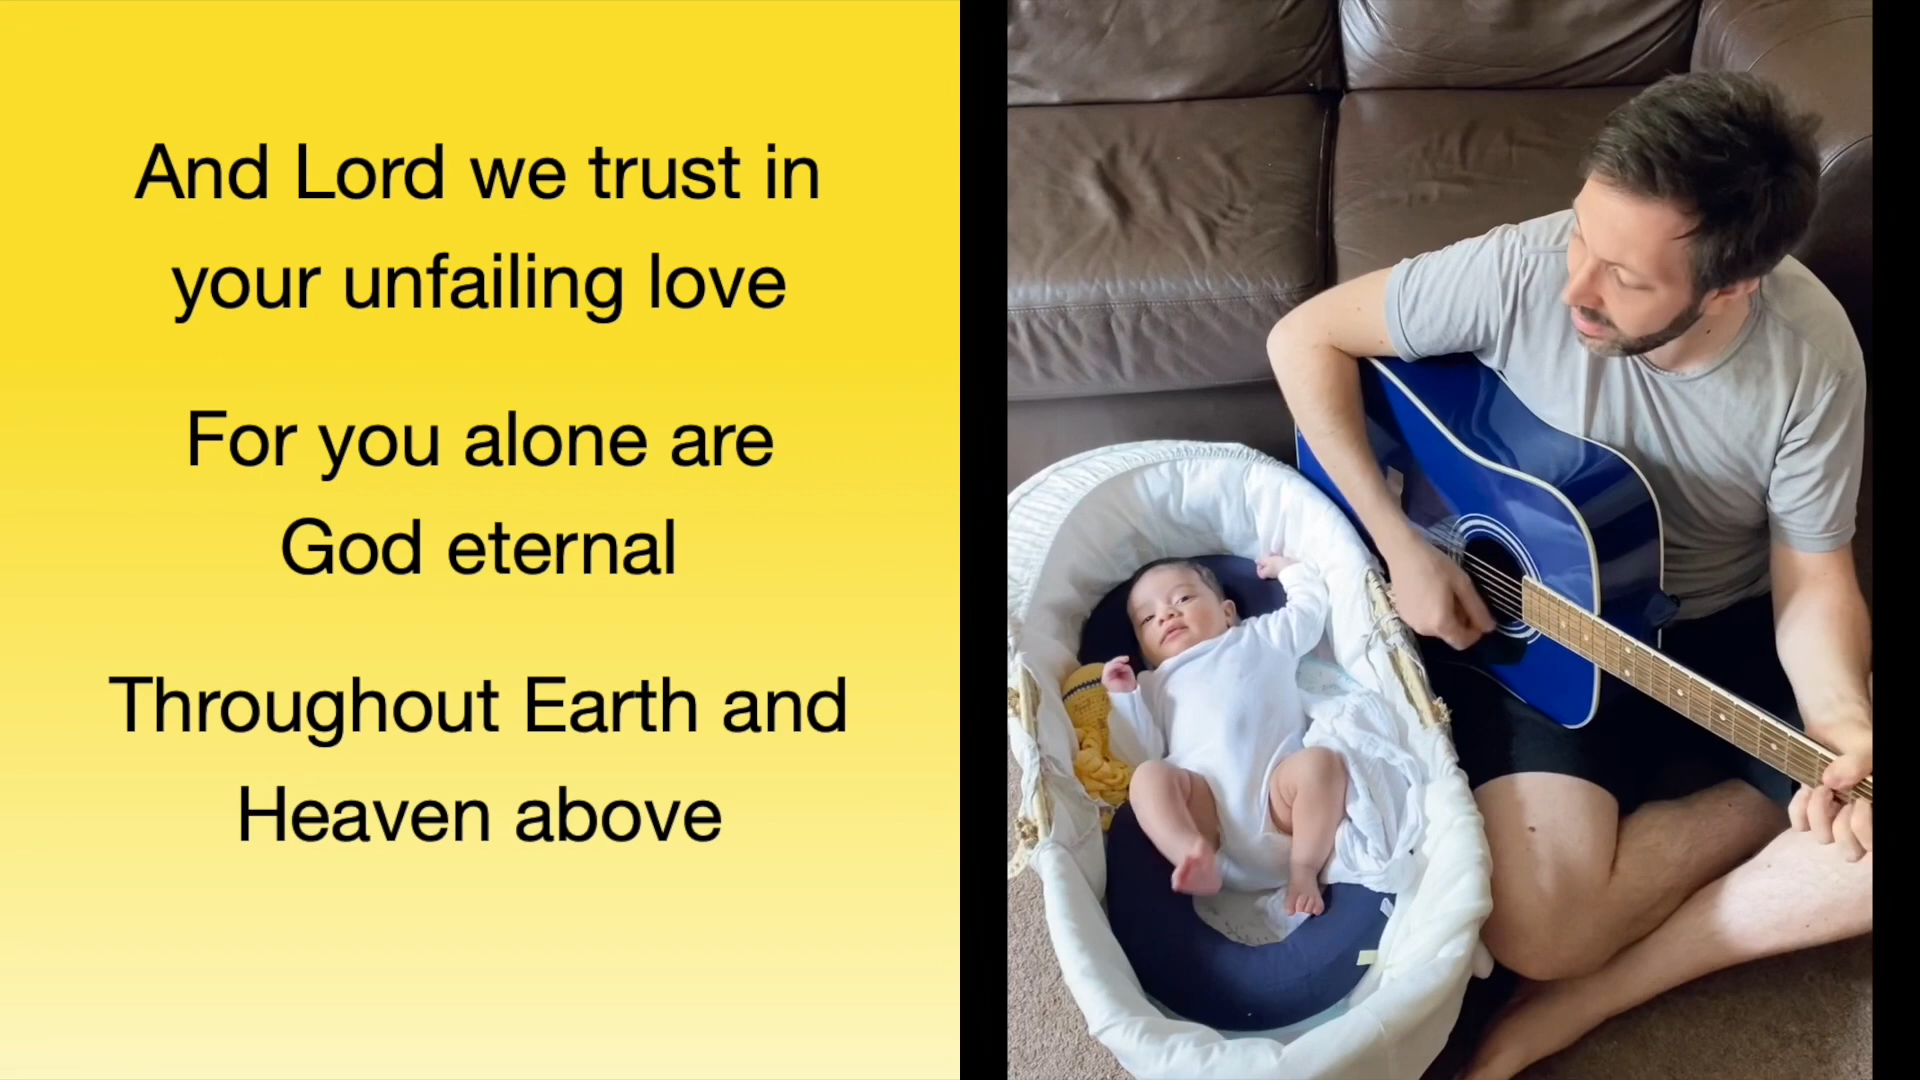 And Lord we trust in
your unfailing love
For you alone are
God eternal
Throughout Earth and
Heaven above